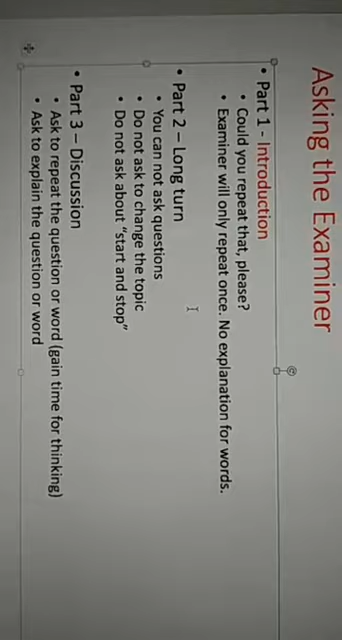 Asking the Examiner
• Part 1 - Introduction
• Could you repeat that, please?
• Examiner will only repeat once. No explanation for words.
• Part 2 – Long turn
• You can not ask questions
• Do not ask to change the topic
• Do not ask about “start and stop”
• Part 3 – Discussion
• Ask to repeat the question or word (gain time for thinking)
• Ask to explain the question or word